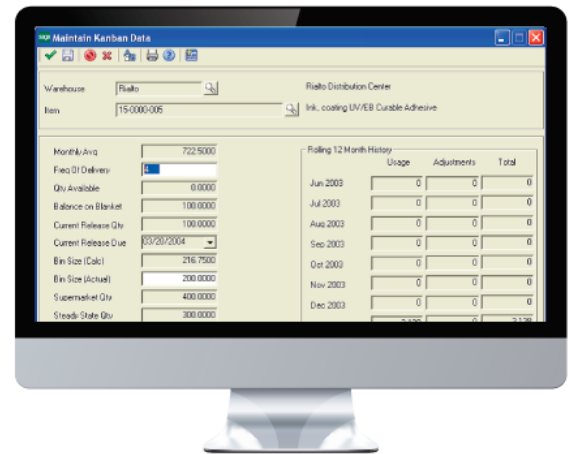 sage Maintain Kanban Data
Warehouse Rialto Rialto Distribution Center
Item 15-0000-005 Ink, coating UV/EB Curable Adhesive
Monthly Avg 722.5000
Freq Of Delivery 4
Qty Available 0.0000
Balance on Blanket 100.0000
Current Release Qty 100.0000
Current Release Due 03/20/2004
Bin Size (Calc) 216.7500
Bin Size (Actual) 200.0000
Supermarket Qty 400.0000
Steady State Qty 300.0000
Rolling 12 Month History
Usage Adjustments Total
Jun 2003 0 0 0
Jul 2003 0 0 0
Aug 2003 0 0 0
Sep 2003 0 0 0
Oct 2003 0 0 0
Nov 2003 0 0 0
Dec 2003 0 0 0